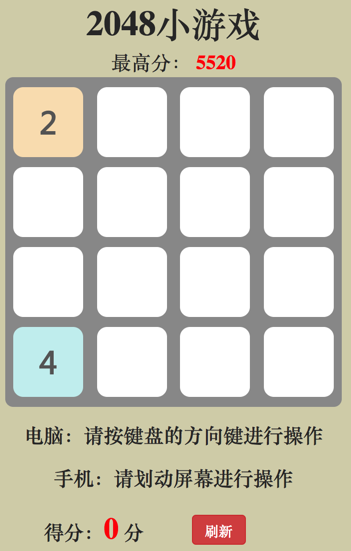 2048小游戏
最高分： 5520
2
4
电脑：请按键盘的方向键进行操作
手机：请划动屏幕进行操作
得分：0 分 刷新